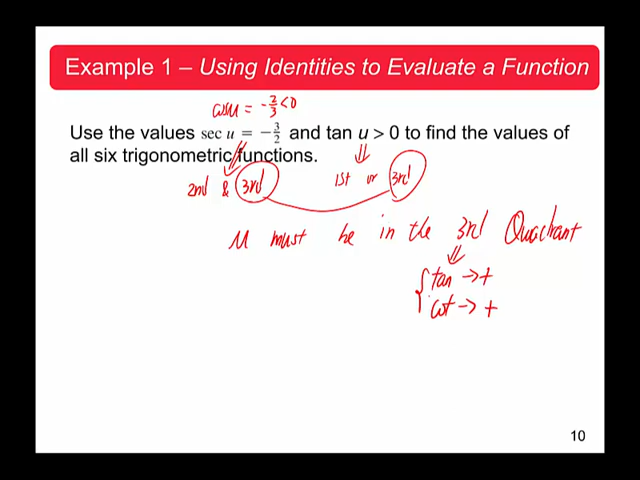 Example 1 – Using Identities to Evaluate a Function
cosu = -2/3 < 0
Use the values sec u = −3/2 and tan u > 0 to find the values of
all six trigonometric functions.
2nd & 3rd
1st or 3rd
u must be in the 3rd Quadrant
tan → +
cot → +
10